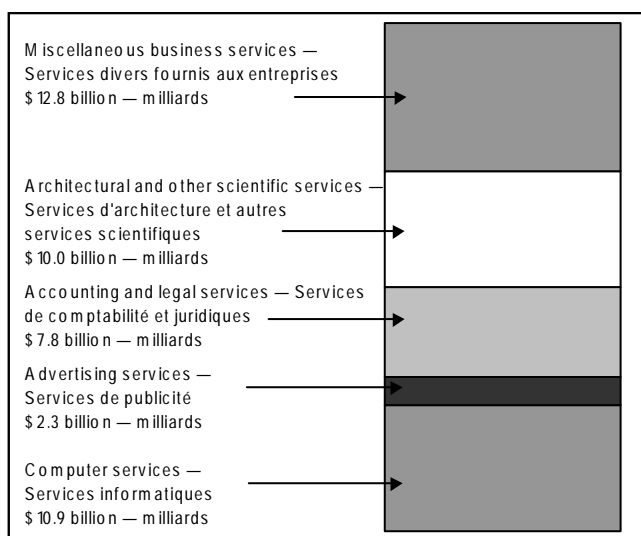 Miscellaneous business services —
Services divers fournis aux entreprises
$12.8 billion — milliards
Architectural and other scientific services —
Services d'architecture et autres
services scientifiques
$10.0 billion — milliards
Accounting and legal services — Services
de comptabilité et juridiques
$7.8 billion — milliards
Advertising services —
Services de publicité
$2.3 billion — milliards
Computer services —
Services informatiques
$10.9 billion — milliards